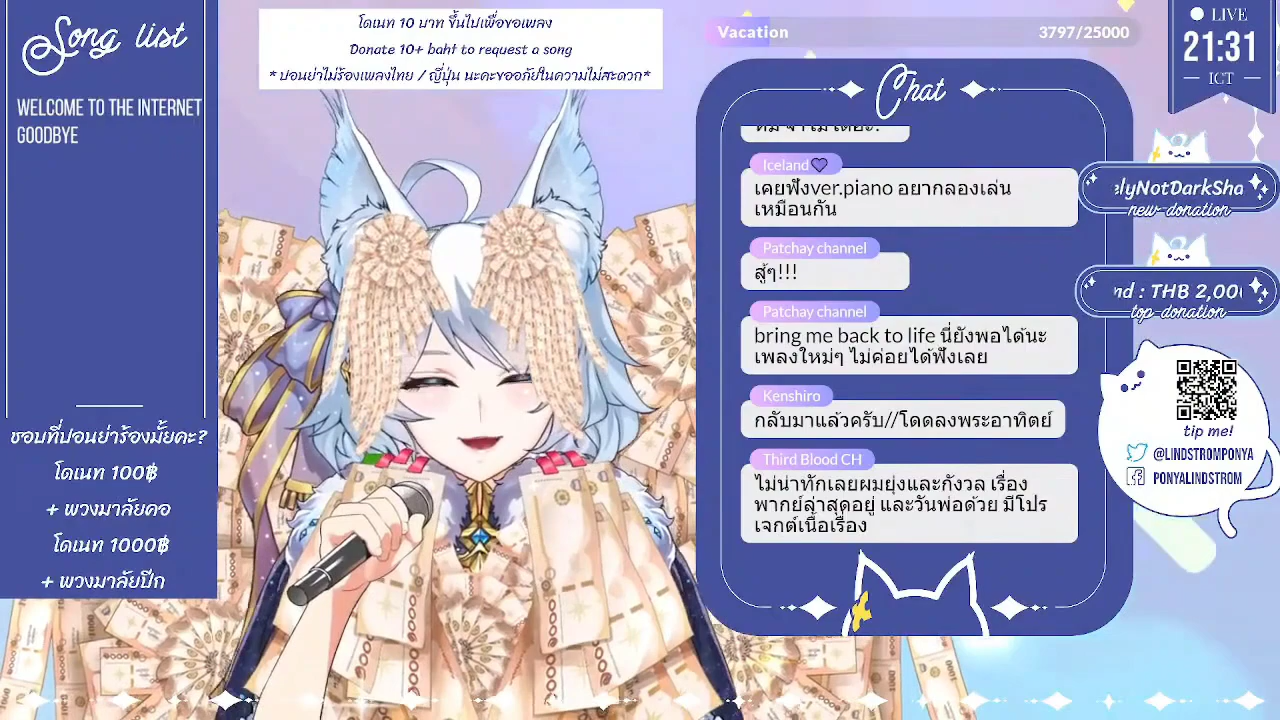 Song list
WELCOME TO THE INTERNET
GOODBYE
ชอบที่ปอนย่าร้องมั้ยคะ?
โดเนท 100฿
+ พวงมาลัยคอ
โดเนท 1000฿
+ พวงมาลัยปีก
โดเนท 10 บาท ขึ้นไปเพื่อขอเพลง
Donate 10+ baht to request a song
* ปอนย่าไม่ร้องเพลงไทย / ญี่ปุ่น นะคะขออภัยในความไม่สะดวก*
Vacation 3797/25000
Chat
Iceland💜
เคยฟังver.piano อยากลองเล่น
เหมือนกัน
Patchay channel
สู้ๆ!!!
Patchay channel
bring me back to life นี่ยังพอได้นะ
เพลงใหม่ๆ ไม่ค่อยได้ฟังเลย
Kenshiro
กลับมาแล้วครับ//โดดลงพระอาทิตย์
Third Blood CH
ไม่น่าทักเลยผมยุ่งและกังวล เรื่อง
พากย์ล่าสุดอยู่ และวันพ่อด้วย มีโปร
เจกต์เนื้อเรื่อง
LIVE
21:31
ICT
elyNotDarkSha
new donation
nd : THB 2,00
top donation
tip me!
@LINDSTROMPONYA
PONYALINDSTROM